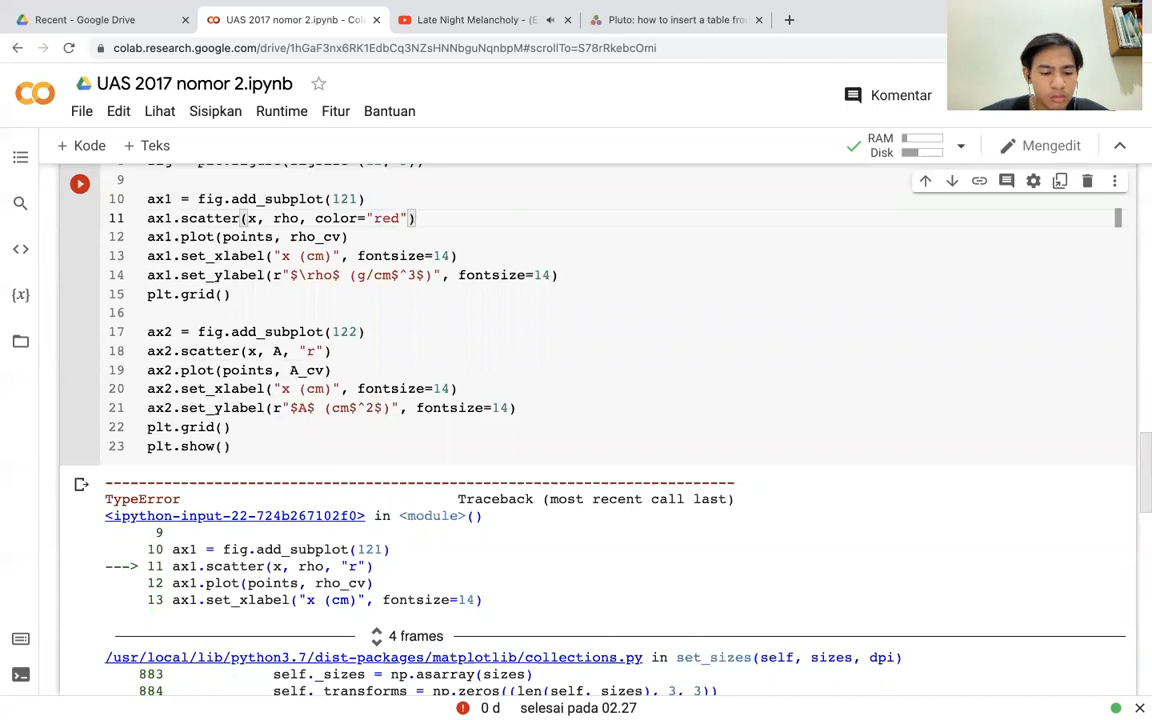 Recent - Google Drive
UAS 2017 nomor 2.ipynb - Co
Late Night Melancholy - (E
Pluto: how to insert a table fro
colab.research.google.com/drive/1hGaF3nx6RK1EdbCq3NZsHNNbguNqnbpM#scrollTo=S78rRkebcOmi
UAS 2017 nomor 2.ipynb
File Edit Lihat Sisipkan Runtime Fitur Bantuan
Komentar
+ Kode + Teks
RAM
Disk
Mengedit
9
10 ax1 = fig.add_subplot(121)
11 ax1.scatter(x, rho, color="red")
12 ax1.plot(points, rho_cv)
13 ax1.set_xlabel("x (cm)", fontsize=14)
14 ax1.set_ylabel(r"$\rho$ (g/cm$^3$)", fontsize=14)
15 plt.grid()
16
17 ax2 = fig.add_subplot(122)
18 ax2.scatter(x, A, "r")
19 ax2.plot(points, A_cv)
20 ax2.set_xlabel("x (cm)", fontsize=14)
21 ax2.set_ylabel(r"$A$ (cm$^2$)", fontsize=14)
22 plt.grid()
23 plt.show()
TypeError Traceback (most recent call last)
<ipython-input-22-724b267102f0> in <module>()
9
10 ax1 = fig.add_subplot(121)
---> 11 ax1.scatter(x, rho, "r")
12 ax1.plot(points, rho_cv)
13 ax1.set_xlabel("x (cm)", fontsize=14)
4 frames
/usr/local/lib/python3.7/dist-packages/matplotlib/collections.py in set_sizes(self, sizes, dpi)
883 self._sizes = np.asarray(sizes)
884 self._transforms = np.zeros((len(self._sizes), 3, 3))
0 d selesai pada 02.27